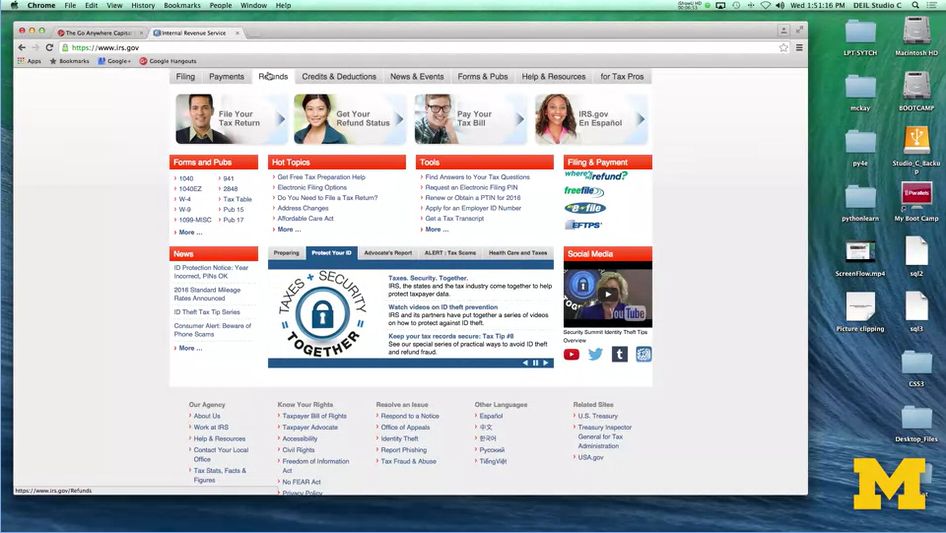 Chrome File Edit View History Bookmarks People Window Help
Wed 1:51:16 PM DEIL Studio C
The Go Anywhere Capita
Internal Revenue Service
https://www.irs.gov
Apps Bookmarks Google+ Google Hangouts
Filing Payments Refunds Credits & Deductions News & Events Forms & Pubs Help & Resources for Tax Pros
File Your
Tax Return
Get Your
Refund Status
Pay Your
Tax Bill
IRS.gov
En Español
Forms and Pubs
1040 941
1040EZ 2848
W-4 Tax Table
W-9 Pub 15
1099-MISC Pub 17
More ...
Hot Topics
Get Free Tax Preparation Help
Electronic Filing Options
Do You Need to File a Tax Return?
Address Changes
Affordable Care Act
More ...
Tools
Find Answers to Your Tax Questions
Request an Electronic Filing PIN
Renew or Obtain a PTIN for 2016
Apply for an Employer ID Number
Get a Tax Transcript
More ...
Filing & Payment
where's my refund?
freefile
e-file
EFTPS
News
ID Protection Notice: Year
Incorrect, PINs OK
2016 Standard Mileage
Rates Announced
ID Theft Tax Tip Series
Consumer Alert: Beware of
Phone Scams
More ...
Preparing Protect Your ID Advocate's Report ALERT : Tax Scams Health Care and Taxes
TAXES + SECURITY
TOGETHER
Taxes. Security. Together.
IRS, the states and the tax industry come together to help
protect taxpayer data.
Watch videos on ID theft prevention
IRS and its partners have put together a series of videos
on how to protect against ID theft.
Keep your tax records secure: Tax Tip #8
See our special series of practical ways to avoid ID theft
and refund fraud.
Social Media
YouTube
Security Summit Identity Theft Tips
Overview
Our Agency
About Us
Work at IRS
Help & Resources
Contact Your Local
Office
Tax Stats, Facts &
Figures
Know Your Rights
Taxpayer Bill of Rights
Taxpayer Advocate
Accessibility
Civil Rights
Freedom of Information
Act
No FEAR Act
Privacy Policy
Resolve an Issue
Respond to a Notice
Office of Appeals
Identity Theft
Report Phishing
Tax Fraud & Abuse
Other Languages
Español
中文
한국어
Русский
TiếngViệt
Related Sites
U.S. Treasury
Treasury Inspector
General for Tax
Administration
USA.gov
https://www.irs.gov/Refunds
LPT-SYTCH
Macintosh HD
mckay
BOOTCAMP
py4e
Studio_C_Backu
p
pythonlearn
Parallels
My Boot Camp
ScreenFlow.mp4
sql2
Picture clipping
sql3
CSS3
Desktop_Files
M